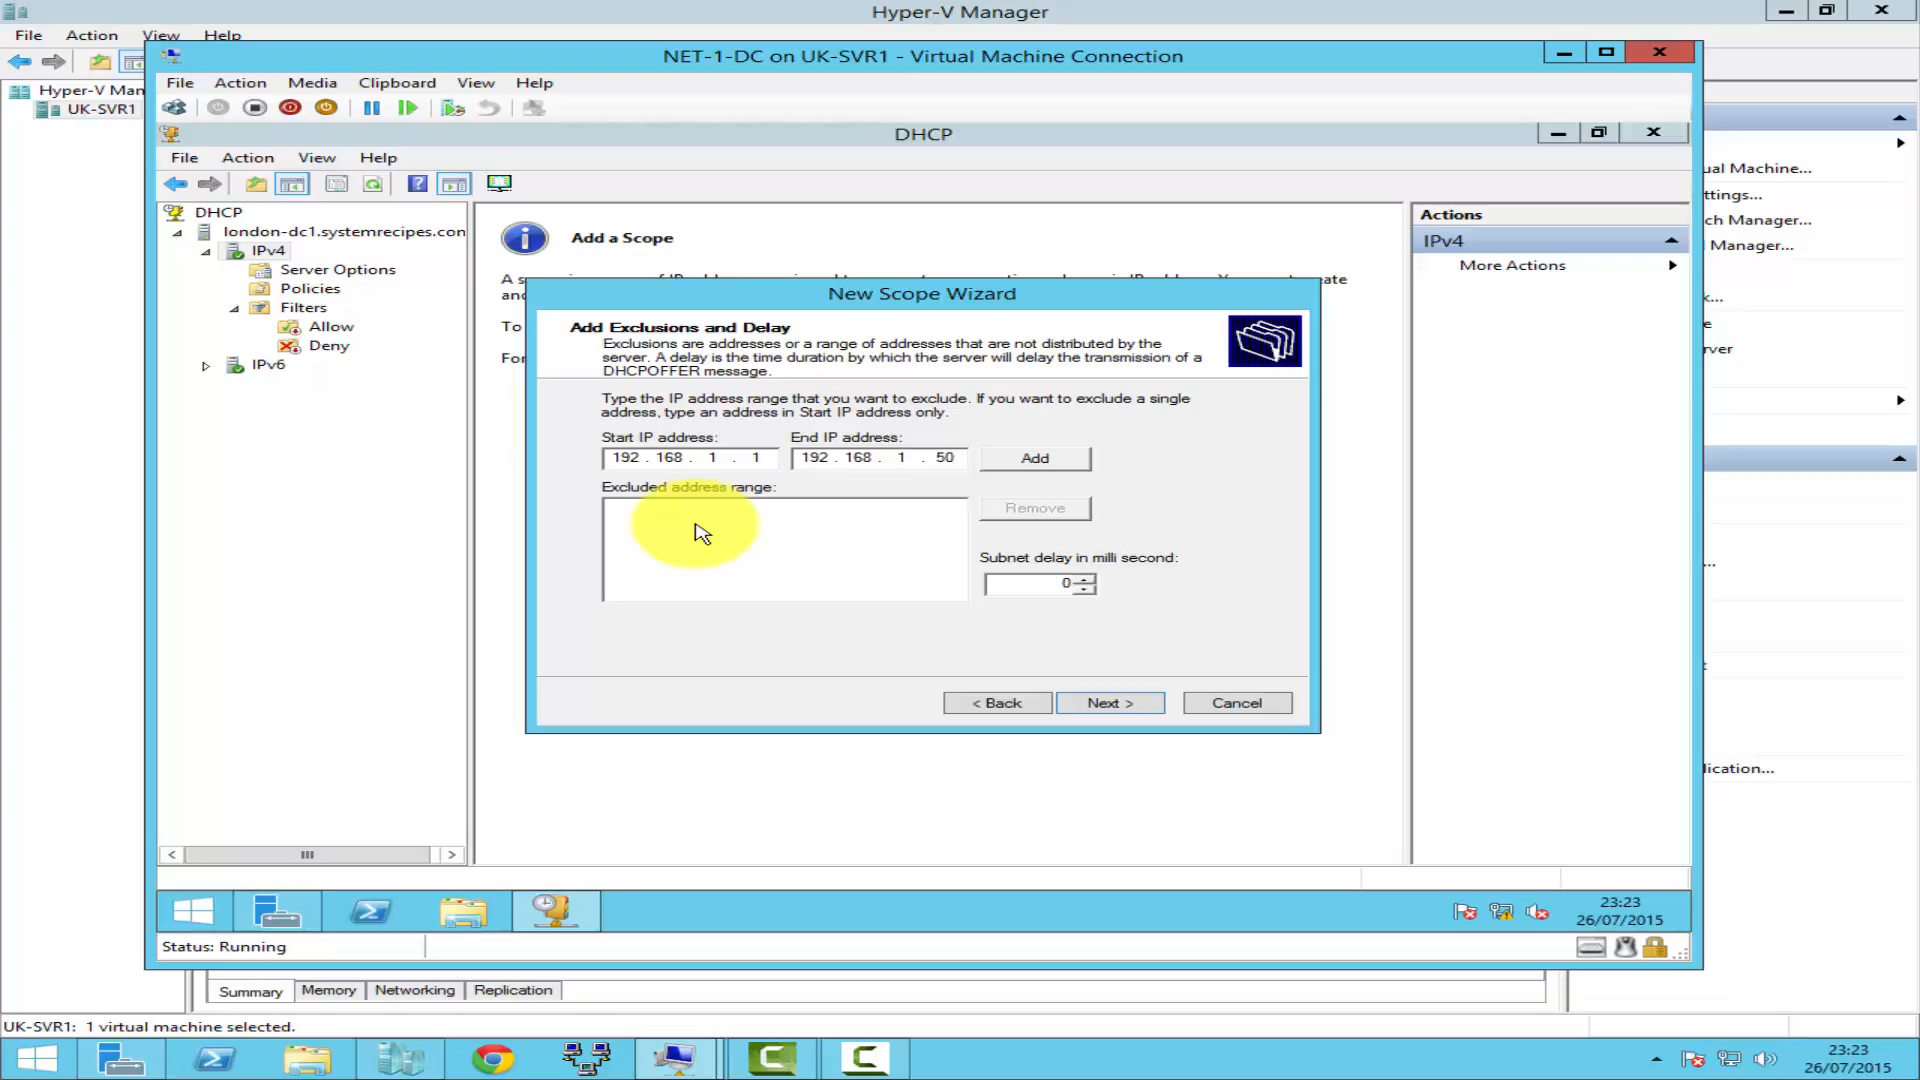 Hyper-V Manager
File Action View Help
NET-1-DC on UK-SVR1 - Virtual Machine Connection
Hyper-V Man
UK-SVR1
File Action Media Clipboard View Help
DHCP
File Action View Help
DHCP
london-dc1.systemrecipes.con
IPv4
Server Options
Policies
Filters
Allow
Deny
IPv6
Add a Scope
New Scope Wizard
Add Exclusions and Delay
Exclusions are addresses or a range of addresses that are not distributed by the
server. A delay is the time duration by which the server will delay the transmission of a
DHCPOFFER message.
Type the IP address range that you want to exclude. If you want to exclude a single
address, type an address in Start IP address only.
Start IP address: End IP address:
192 . 168 . 1 . 1 192 . 168 . 1 . 50 Add
Excluded address range:
Remove
Subnet delay in milli second:
0
< Back Next > Cancel
Actions
IPv4
More Actions
ual Machine...
ttings...
ch Manager...
l Manager...
k...
e
erver
...
lication...
23:23
26/07/2015
Status: Running
Summary Memory Networking Replication
UK-SVR1: 1 virtual machine selected.
23:23
26/07/2015